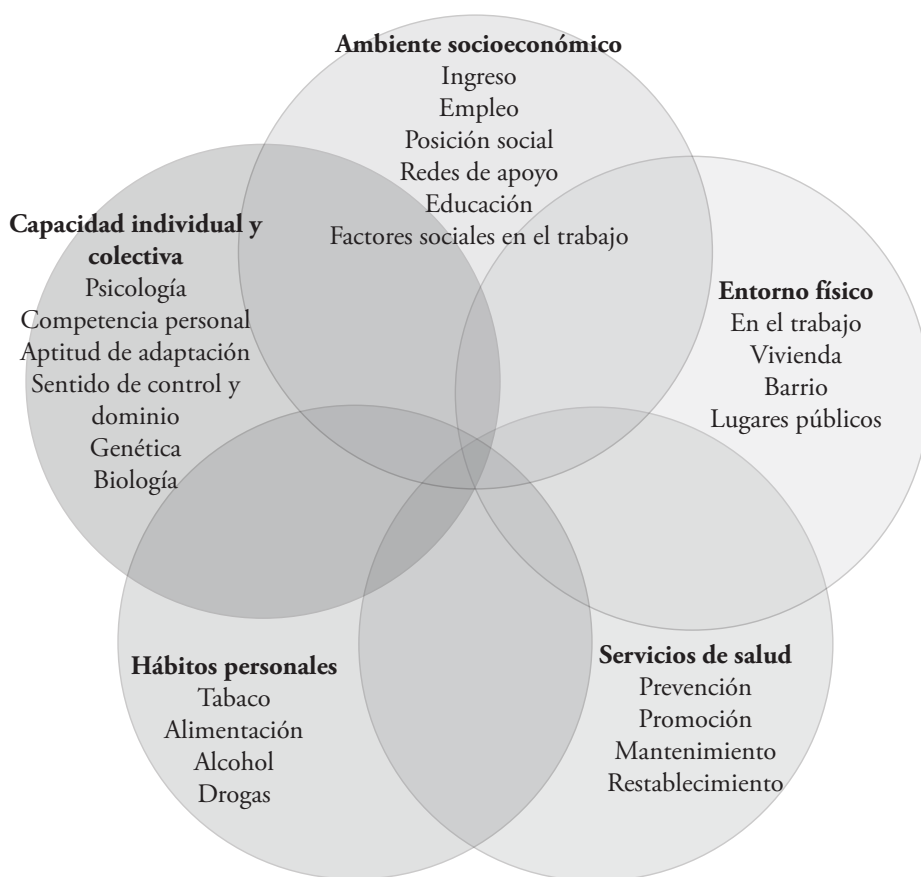 Ambiente socioeconómico
Ingreso
Empleo
Posición social
Redes de apoyo
Educación
Factores sociales en el trabajo
Capacidad individual y
colectiva
Psicología
Competencia personal
Aptitud de adaptación
Sentido de control y
dominio
Genética
Biología
Entorno físico
En el trabajo
Vivienda
Barrio
Lugares públicos
Hábitos personales
Tabaco
Alimentación
Alcohol
Drogas
Servicios de salud
Prevención
Promoción
Mantenimiento
Restablecimiento